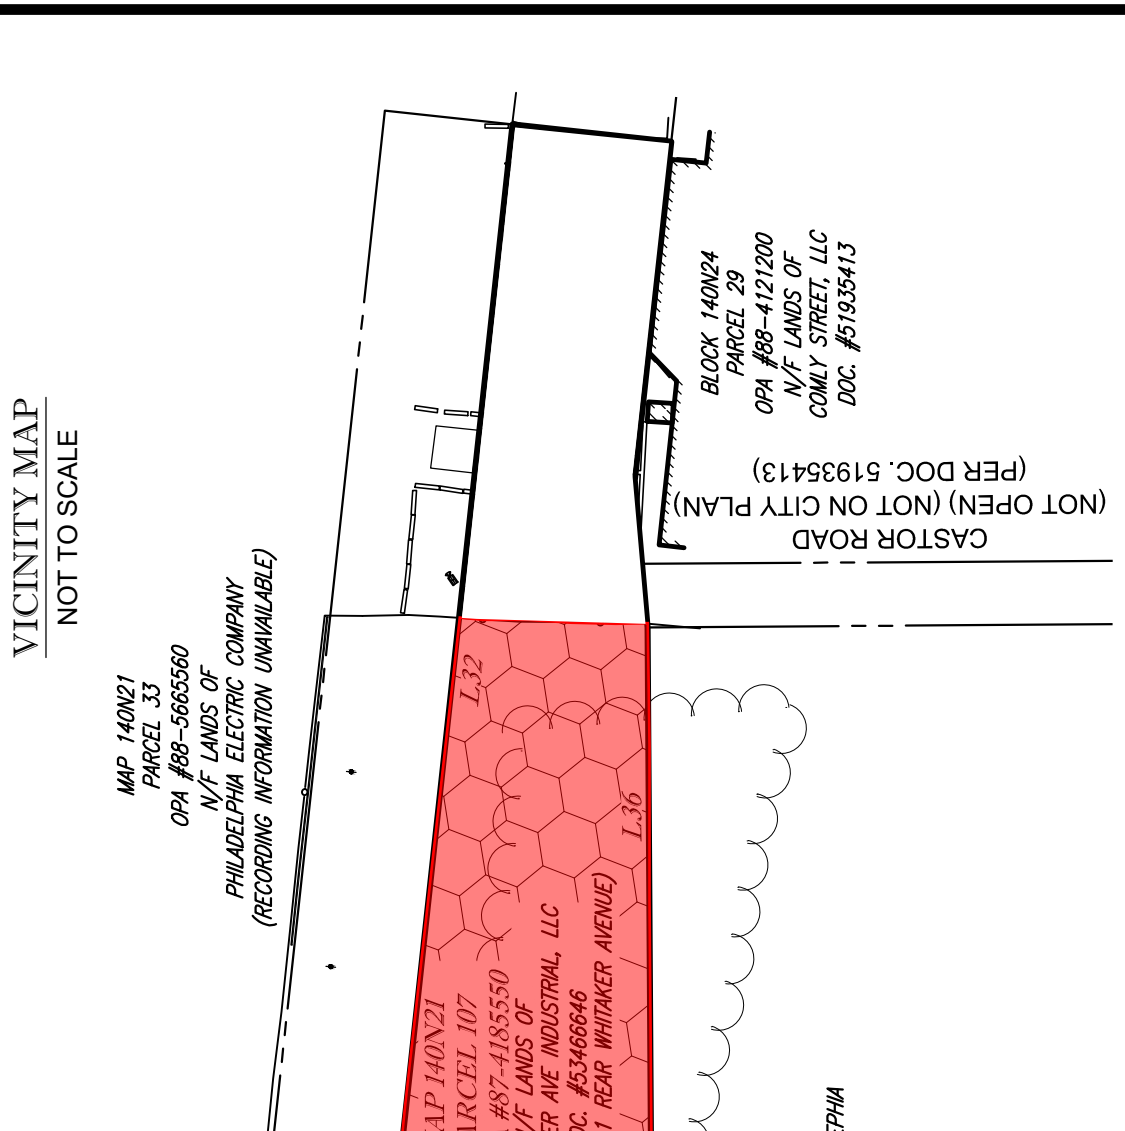 VICINITY MAP
NOT TO SCALE
MAP 140N21
PARCEL 33
OPA #88-5665560
N/F LANDS OF
PHILADELPHIA ELECTRIC COMPANY
(RECORDING INFORMATION UNAVAILABLE)
BLOCK 140N24
PARCEL 29
OPA #88-4121200
N/F LANDS OF
COMLY STREET, LLC
DOC. #51935413
CASTOR ROAD
(NOT OPEN) (NOT ON CITY PLAN)
(PER DOC. 51935413)
L32
L36
AP 140N21
ARCEL 107
#87-4185550
/F LANDS OF
ER AVE INDUSTRIAL, LLC
C. #53466646
1 REAR WHITAKER AVENUE)
EPHIA